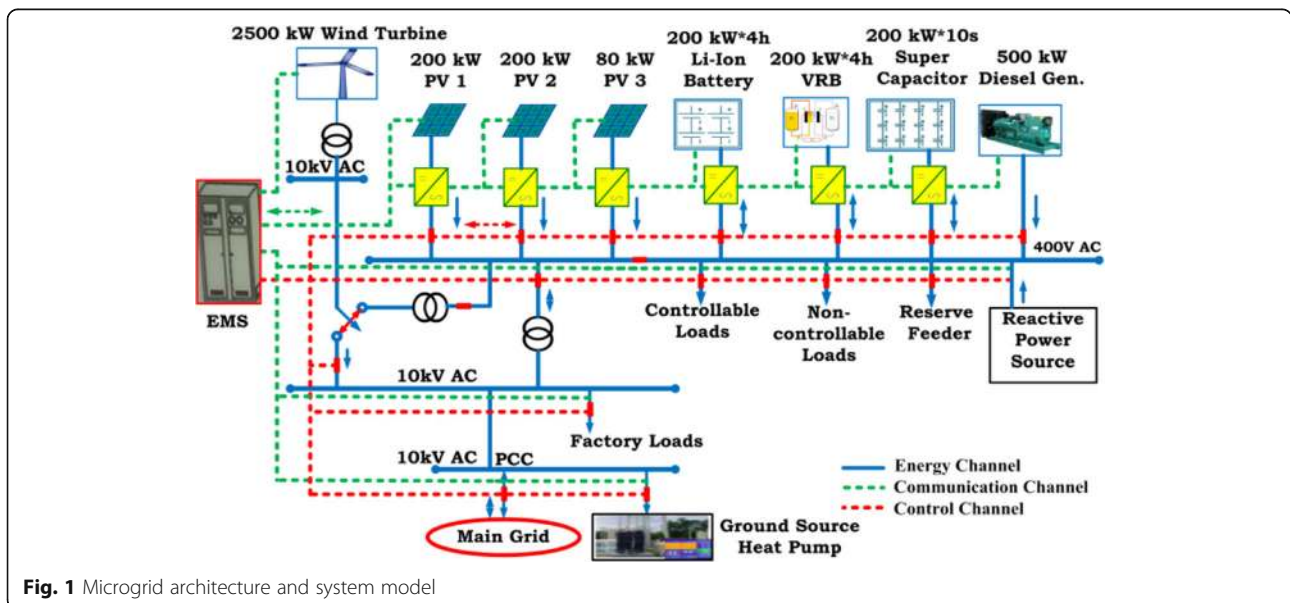 2500 kW Wind Turbine
200 kW
PV 1
200 kW
PV 2
80 kW
PV 3
200 kW*4h
Li-Ion
Battery
200 kW*4h
VRB
200 kW*10s
Super
Capacitor
500 kW
Diesel Gen.
10kV AC
400V AC
EMS
Controllable
Loads
Non-
controllable
Loads
Reserve
Feeder
Reactive
Power
Source
10kV AC
Factory Loads
10kV AC
PCC
Main Grid
Ground Source
Heat Pump
Energy Channel
Communication Channel
Control Channel
Fig. 1 Microgrid architecture and system model